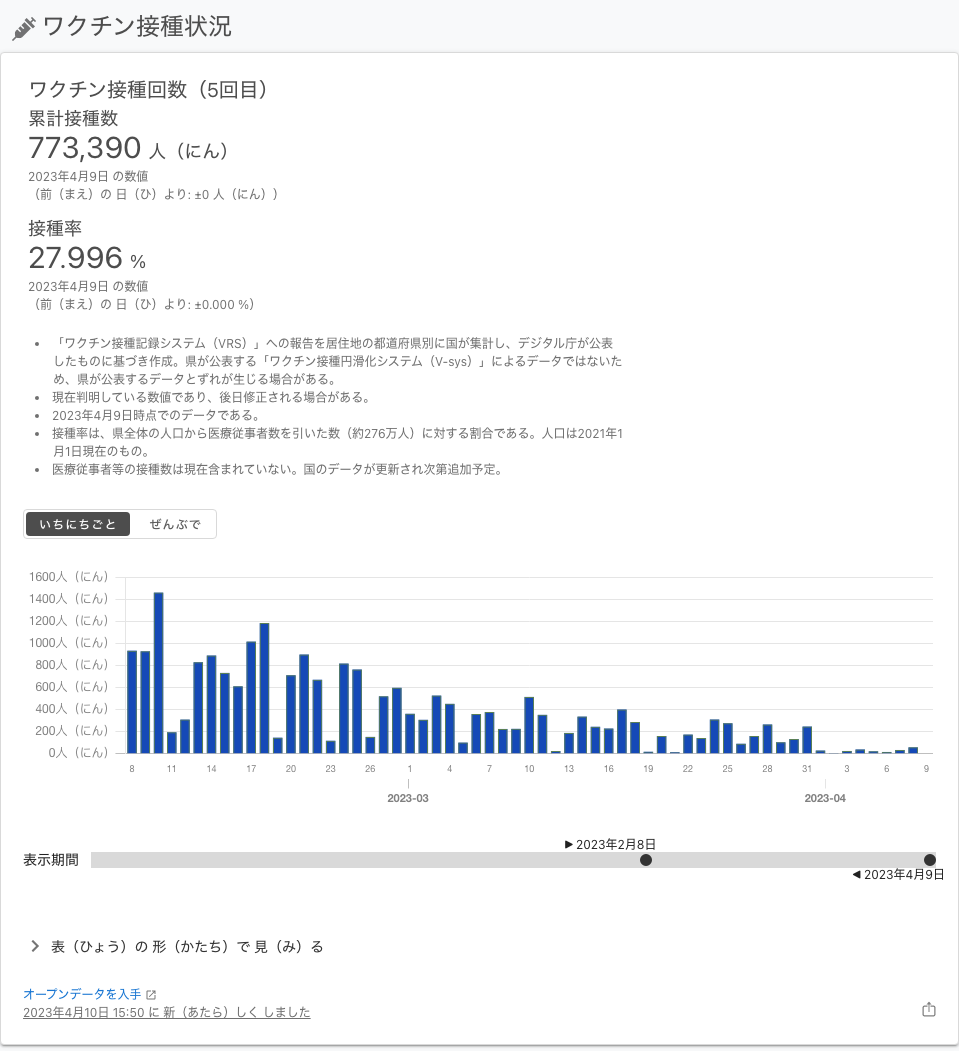 ワクチン接種状況
ワクチン接種回数（5回目）
累計接種数
773,390 人（にん）
2023年4月9日 の数値
（前（まえ）の 日（ひ）より: ±0 人（にん））
接種率
27.996 %
2023年4月9日 の数値
（前（まえ）の 日（ひ）より: ±0.000 %）
• 「ワクチン接種記録システム（VRS）」への報告を居住地の都道府県別に国が集計し、デジタル庁が公表
したものに基づき作成。県が公表する「ワクチン接種円滑化システム（V-sys）」によるデータではないた
め、県が公表するデータとずれが生じる場合がある。
• 現在判明している数値であり、後日修正される場合がある。
• 2023年4月9日時点でのデータである。
• 接種率は、県全体の人口から医療従事者数を引いた数（約276万人）に対する割合である。人口は2021年1
月1日現在のもの。
• 医療従事者等の接種数は現在含まれていない。国のデータが更新され次第追加予定。
いちにちごと ぜんぶで
1600人（にん）
1400人（にん）
1200人（にん）
1000人（にん）
800人（にん）
600人（にん）
400人（にん）
200人（にん）
0人（にん）
8 11 14 17 20 23 26 1 4 7 10 13 16 19 22 25 28 31 3 6 9
2023-03 2023-04
▶ 2023年2月8日
表示期間
◀ 2023年4月9日
表（ひょう）の 形（かたち）で 見（み）る
オープンデータを入手
2023年4月10日 15:50 に 新（あたら）しく しました